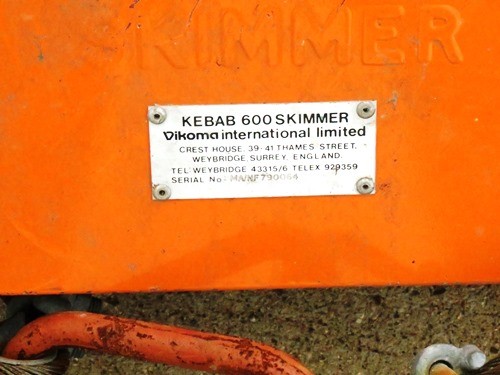 SKIMMER
KEBAB 600 SKIMMER
Vikoma international limited
CREST HOUSE, 39-41 THAMES STREET,
WEYBRIDGE, SURREY, ENGLAND.
TEL: WEYBRIDGE 43315/6 TELEX 929359
SERIAL No: